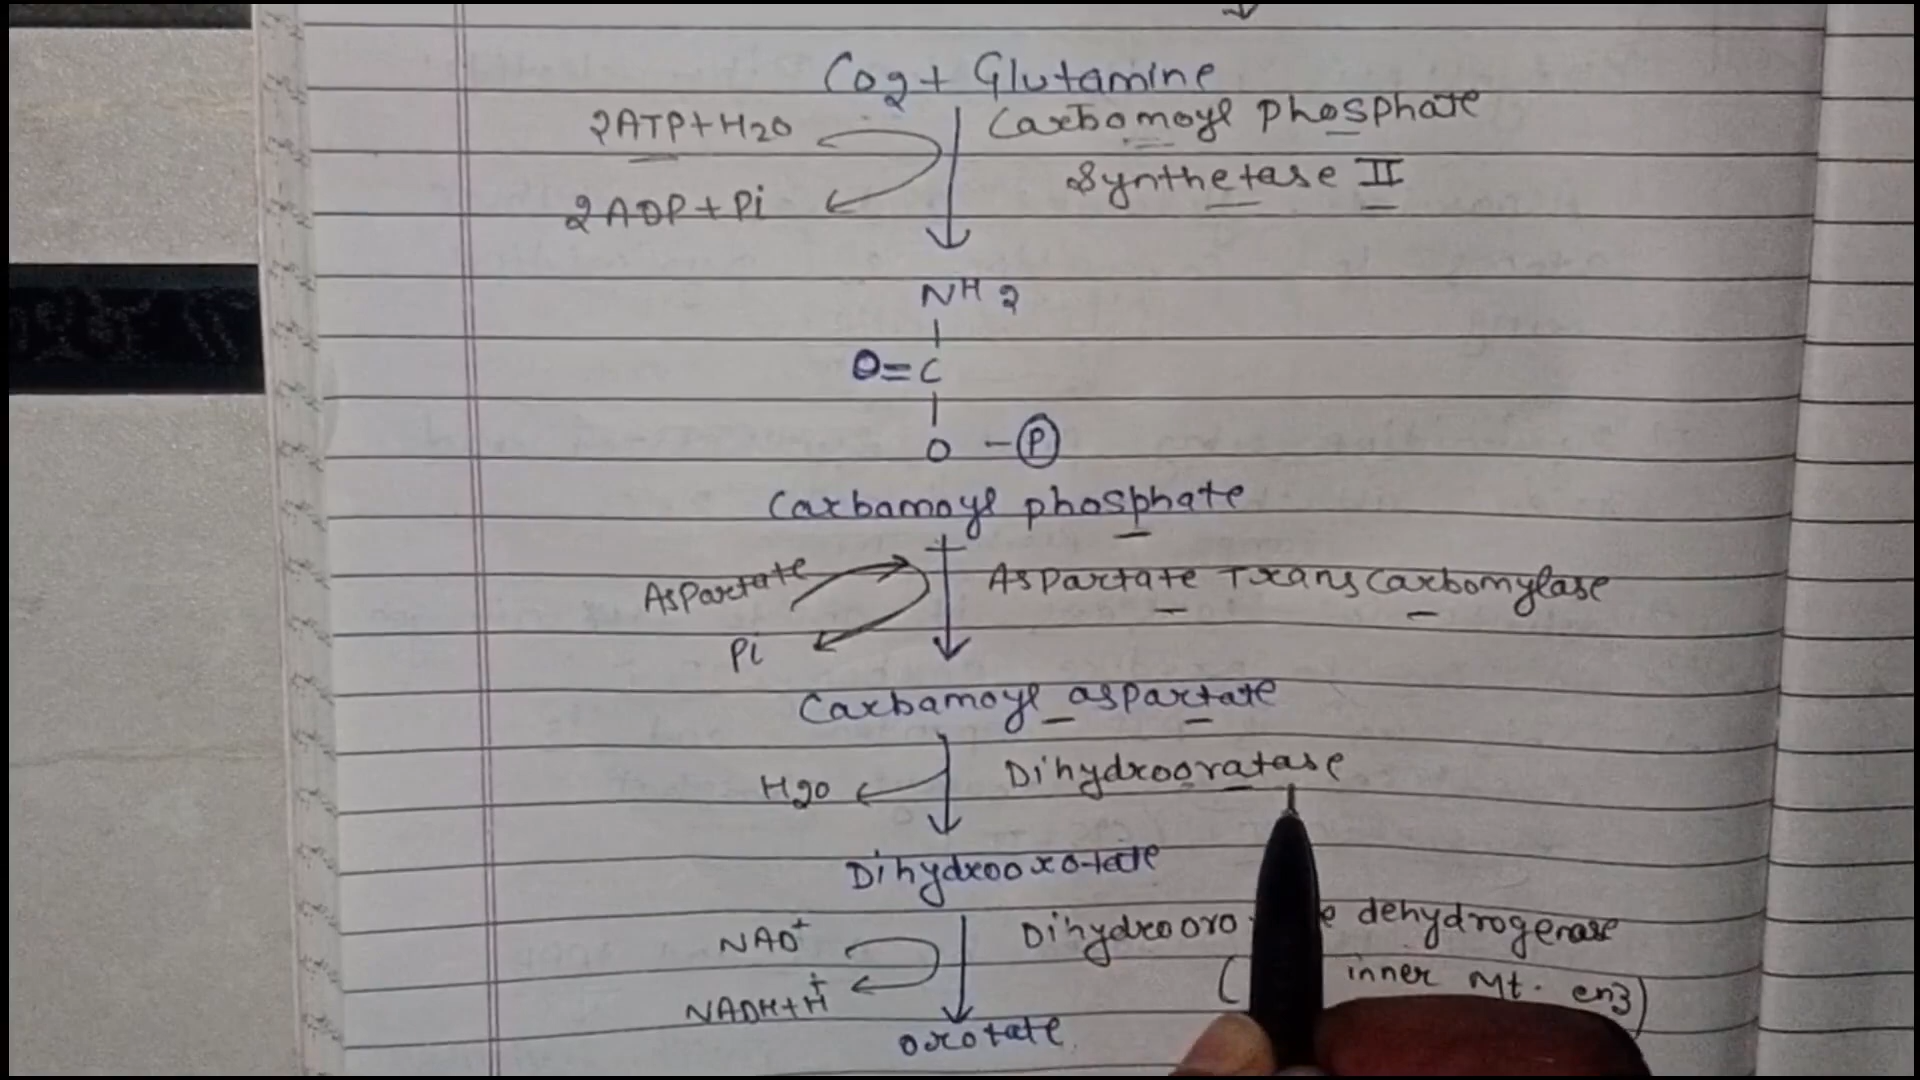 Co2 + Glutamine
2ATP+H2O
Carbamoyl phosphate
Synthetase II
2ADP+Pi
NH2
O=C
O -P
Carbamoyl phosphate
Aspartate
Aspartate Transcarbomylase
Pi
Carbamoyl aspartate
Dihydrooratase
H2O
Dihydroorotate
NAD+
Dihydrooro e dehydrogenase
( inner Mt. enz)
NADH+H+
orotate